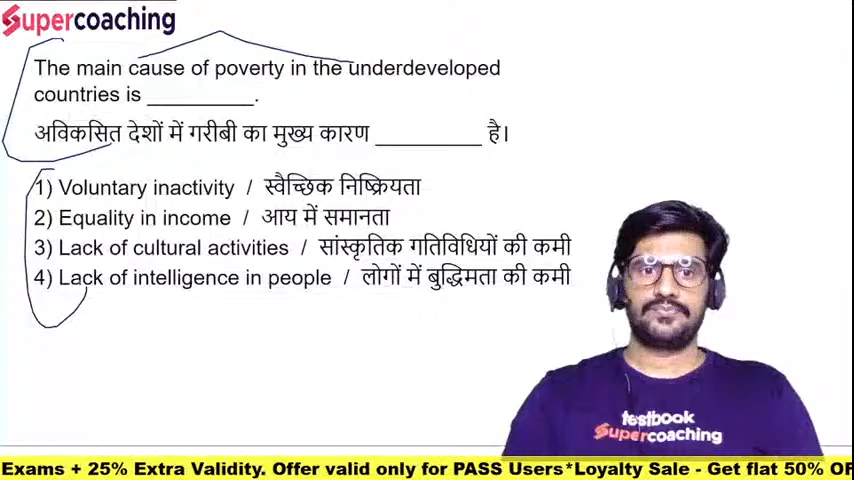 Supercoaching
The main cause of poverty in the underdeveloped
countries is _________.
अविकसित देशों में गरीबी का मुख्य कारण _________ है।
1) Voluntary inactivity / स्वैच्छिक निष्क्रियता
2) Equality in income / आय में समानता
3) Lack of cultural activities / सांस्कृतिक गतिविधियों की कमी
4) Lack of intelligence in people / लोगों में बुद्धिमता की कमी
testbook
Supercoaching
Exams + 25% Extra Validity. Offer valid only for PASS Users*Loyalty Sale - Get flat 50% OF